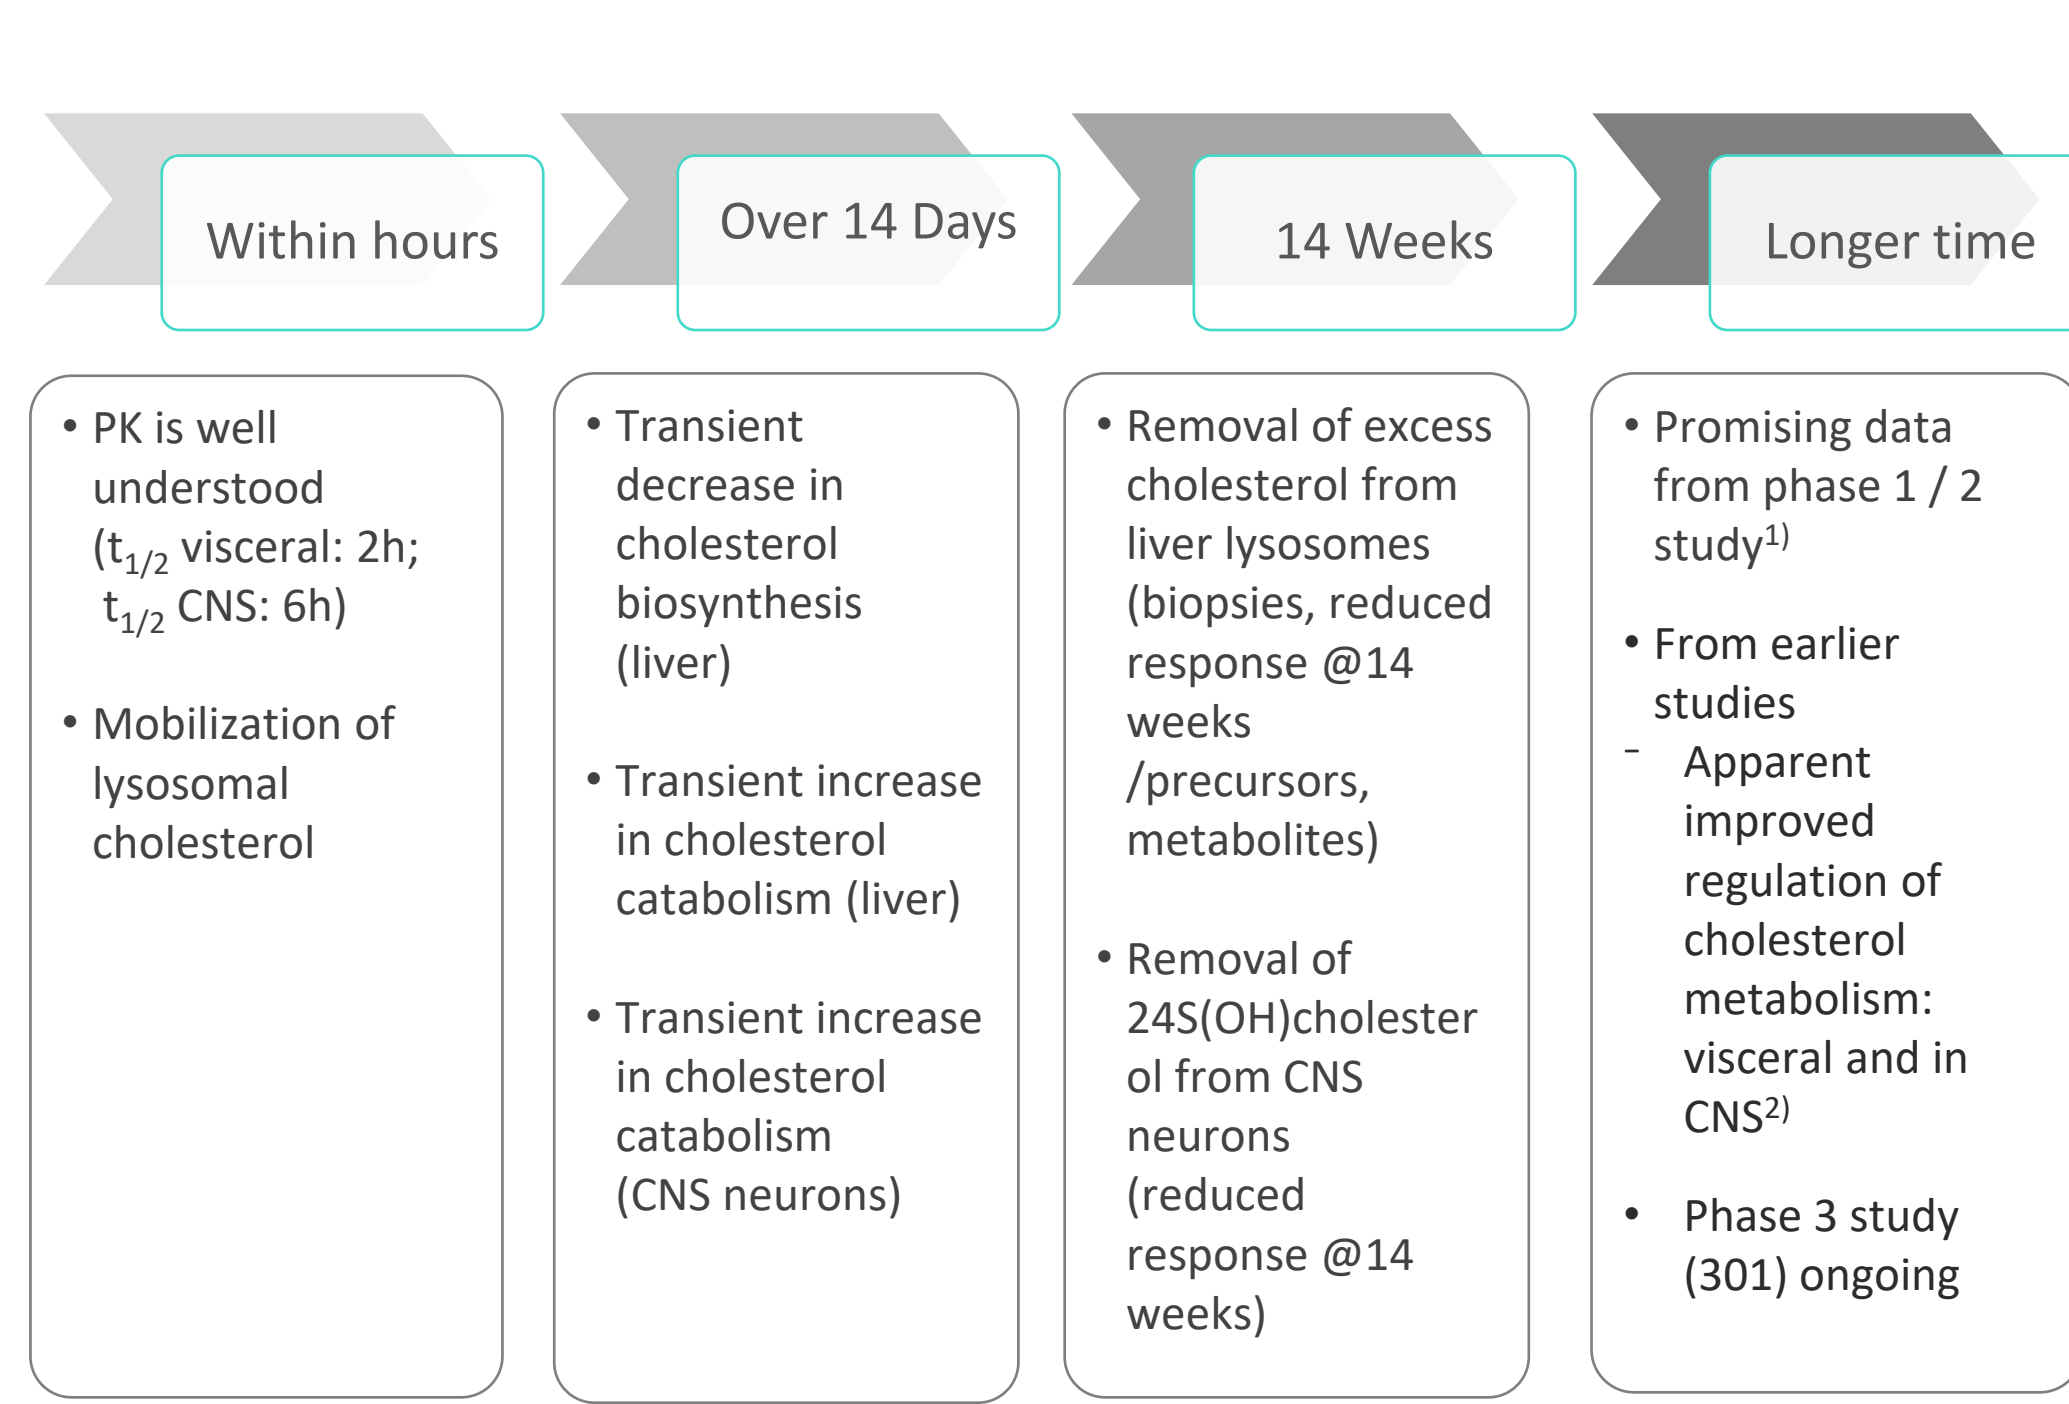 Within hours
Over 14 Days
14 Weeks
Longer time
• PK is well
understood
(t1/2 visceral: 2h;
t1/2 CNS: 6h)
• Mobilization of
lysosomal
cholesterol
• Transient
decrease in
cholesterol
biosynthesis
(liver)
• Transient increase
in cholesterol
catabolism (liver)
• Transient increase
in cholesterol
catabolism
(CNS neurons)
• Removal of excess
cholesterol from
liver lysosomes
(biopsies, reduced
response @14
weeks
/precursors,
metabolites)
• Removal of
24S(OH)cholester
ol from CNS
neurons
(reduced
response @14
weeks)
• Promising data
from phase 1 / 2
study1)
• From earlier
studies
- Apparent
improved
regulation of
cholesterol
metabolism:
visceral and in
CNS2)
• Phase 3 study
(301) ongoing